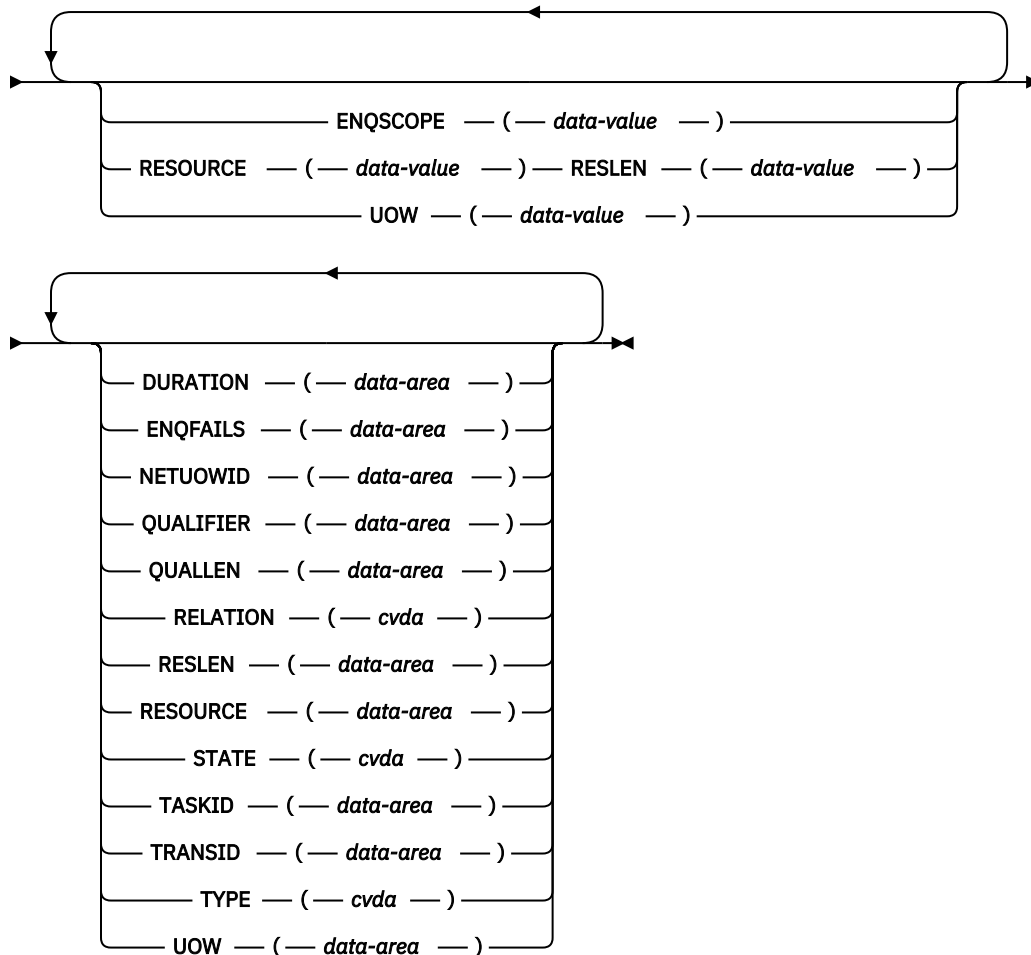 ENQSCOPE ( data-value )
RESOURCE ( data-value ) RESLEN ( data-value )
UOW ( data-value )
DURATION ( data-area )
ENQFAILS ( data-area )
NETUOWID ( data-area )
QUALIFIER ( data-area )
QUALLEN ( data-area )
RELATION ( cvda )
RESLEN ( data-area )
RESOURCE ( data-area )
STATE ( cvda )
TASKID ( data-area )
TRANSID ( data-area )
TYPE ( cvda )
UOW ( data-area )